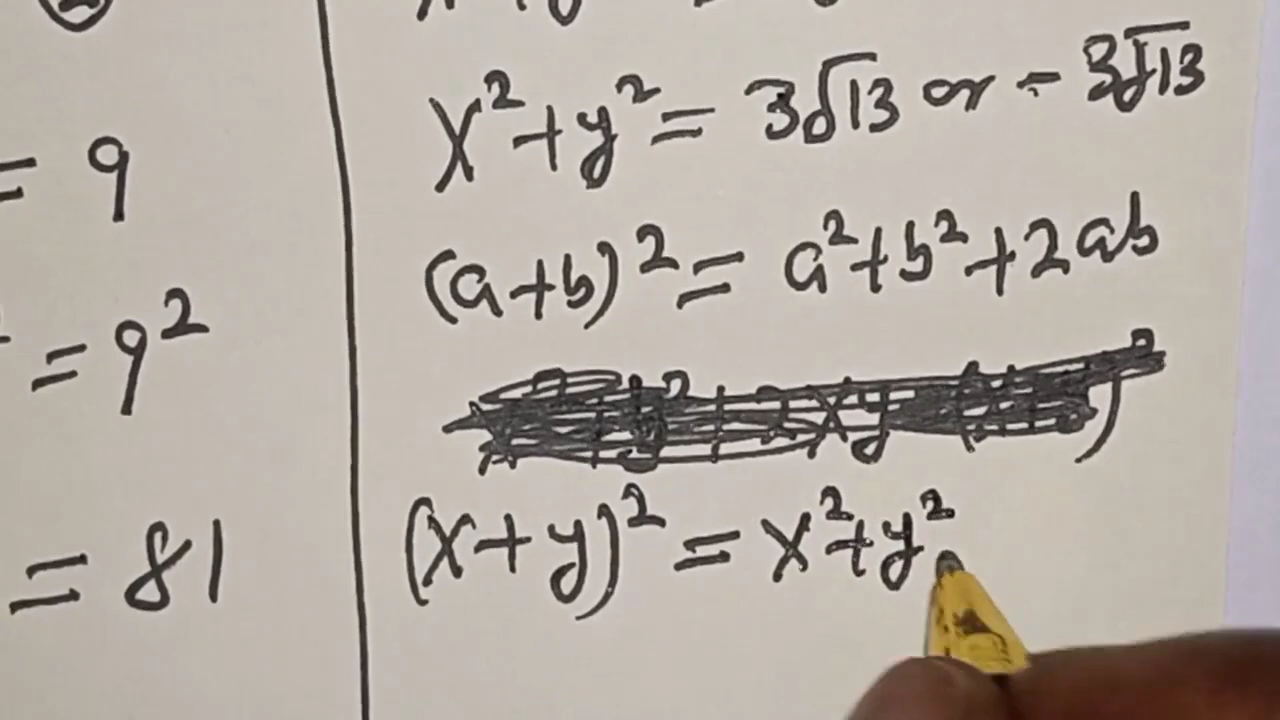 = 9
= 9²
= 81
x²+y² = 3√13 or - 3√13
(a+b)² = a²+b²+2ab
(x+y)² = x²+y²